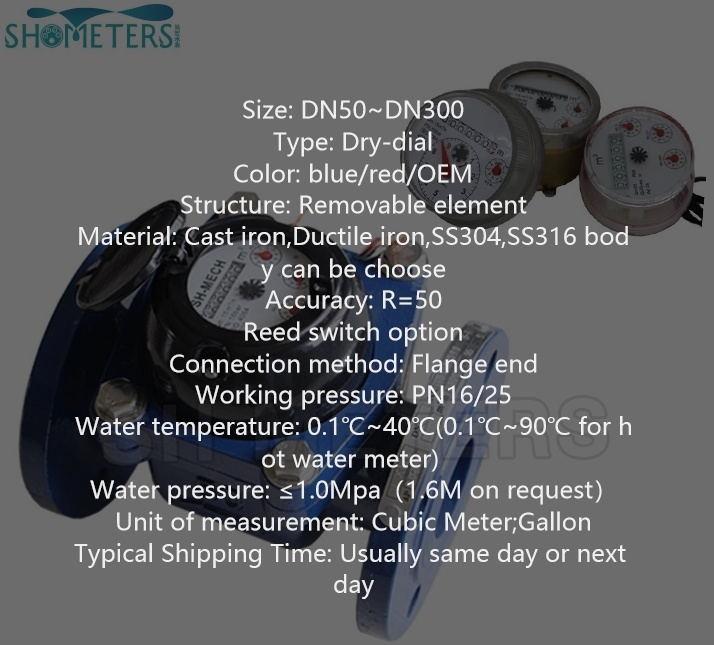 SHOMETERS
Size: DN50~DN300
Type: Dry-dial
Color: blue/red/OEM
Structure: Removable element
Material: Cast iron,Ductile iron,SS304,SS316 bod
y can be choose
Accuracy: R=50
Reed switch option
Connection method: Flange end
Working pressure: PN16/25
Water temperature: 0.1℃~40℃(0.1℃~90℃ for h
ot water meter)
Water pressure: ≤1.0Mpa（1.6M on request）
Unit of measurement: Cubic Meter;Gallon
Typical Shipping Time: Usually same day or next
day
SH-MECH
m³